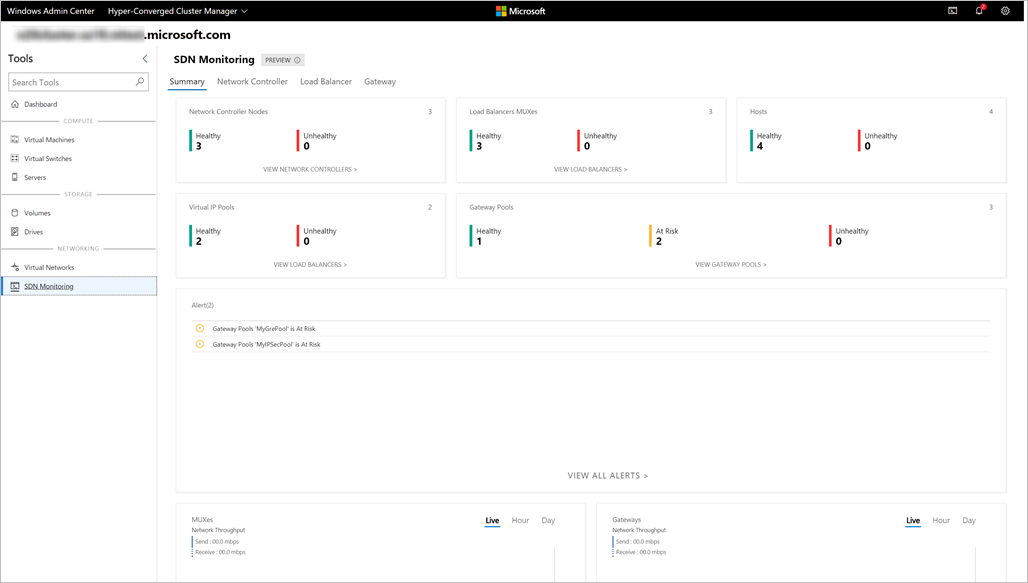 Windows Admin Center Hyper-Converged Cluster Manager Microsoft 2
.microsoft.com
Tools
Search Tools
Dashboard
COMPUTE
Virtual Machines
Virtual Switches
Servers
STORAGE
Volumes
Drives
NETWORKING
Virtual Networks
SDN Monitoring
SDN Monitoring PREVIEW
Summary Network Controller Load Balancer Gateway
Network Controller Nodes 3
Healthy Unhealthy
3 0
VIEW NETWORK CONTROLLERS >
Load Balancers MUXes 3
Healthy Unhealthy
3 0
VIEW LOAD BALANCERS >
Hosts 4
Healthy Unhealthy
4 0
Virtual IP Pools 2
Healthy Unhealthy
2 0
VIEW LOAD BALANCERS >
Gateway Pools 3
Healthy At Risk Unhealthy
1 2 0
VIEW GATEWAY POOLS >
Alert(2)
Gateway Pools 'MyGrePool' is At Risk
Gateway Pools 'MyIPSecPool' is At Risk
VIEW ALL ALERTS >
MUXes Live Hour Day
Network Throughput
Send : 00.0 mbps
Receive : 00.0 mbps
Gateways Live Hour Day
Network Throughput
Send : 00.0 mbps
Receive : 00.0 mbps